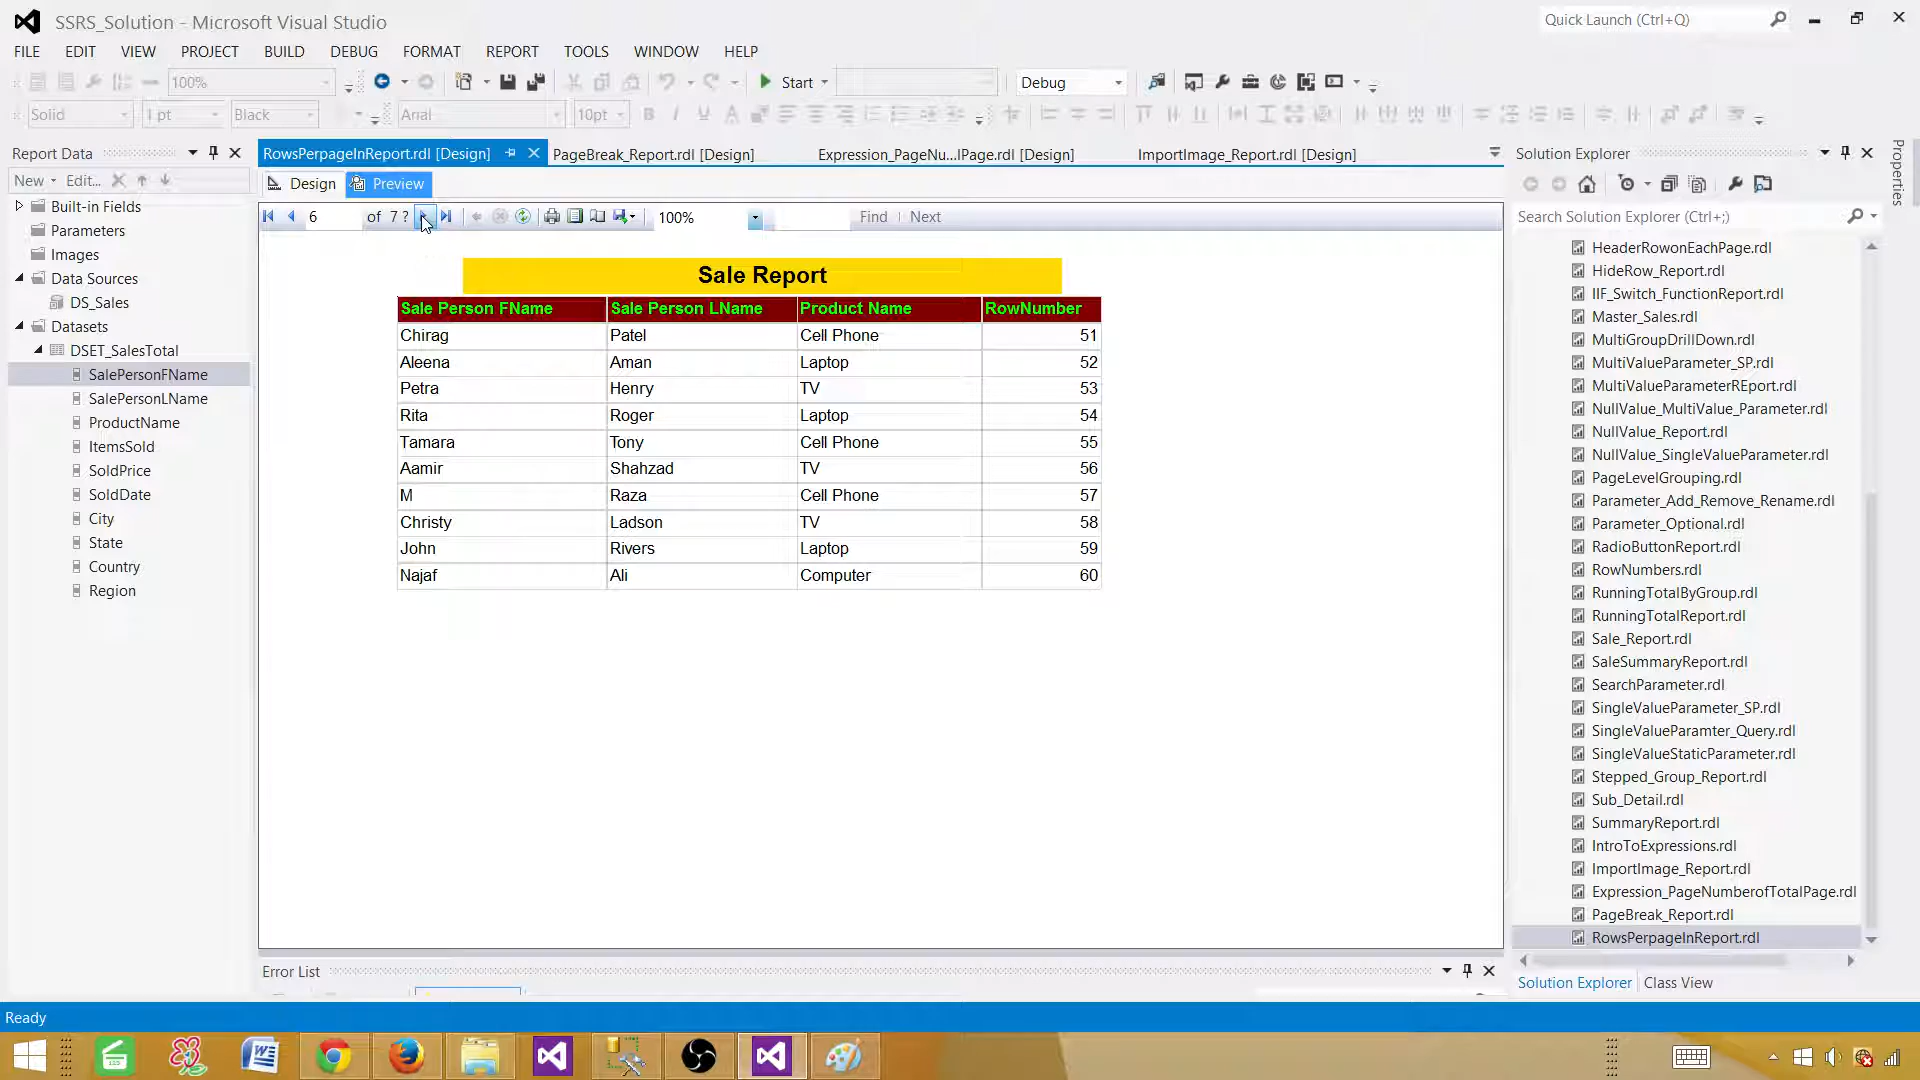 SSRS_Solution - Microsoft Visual Studio
Quick Launch (Ctrl+Q)
FILE EDIT VIEW PROJECT BUILD DEBUG FORMAT REPORT TOOLS WINDOW HELP
100% Start Debug
Solid 1 pt Black Arial 10pt B I U A
Report Data
RowsPerpageInReport.rdl [Design] PageBreak_Report.rdl [Design] Expression_PageNu...lPage.rdl [Design] ImportImage_Report.rdl [Design]
Solution Explorer
Properties
New Edit...
Design Preview
6 of 7 ? 100% Find Next
Search Solution Explorer (Ctrl+;)
Built-in Fields
Parameters
Images
Data Sources
DS_Sales
Datasets
DSET_SalesTotal
SalePersonFName
SalePersonLName
ProductName
ItemsSold
SoldPrice
SoldDate
City
State
Country
Region
Sale Report
Sale Person FName Sale Person LName Product Name RowNumber
Chirag Patel Cell Phone 51
Aleena Aman Laptop 52
Petra Henry TV 53
Rita Roger Laptop 54
Tamara Tony Cell Phone 55
Aamir Shahzad TV 56
M Raza Cell Phone 57
Christy Ladson TV 58
John Rivers Laptop 59
Najaf Ali Computer 60
HeaderRowonEachPage.rdl
HideRow_Report.rdl
IIF_Switch_FunctionReport.rdl
Master_Sales.rdl
MultiGroupDrillDown.rdl
MultiValueParameter_SP.rdl
MultiValueParameterREport.rdl
NullValue_MultiValue_Parameter.rdl
NullValue_Report.rdl
NullValue_SingleValueParameter.rdl
PageLevelGrouping.rdl
Parameter_Add_Remove_Rename.rdl
Parameter_Optional.rdl
RadioButtonReport.rdl
RowNumbers.rdl
RunningTotalByGroup.rdl
RunningTotalReport.rdl
Sale_Report.rdl
SaleSummaryReport.rdl
SearchParameter.rdl
SingleValueParameter_SP.rdl
SingleValueParamter_Query.rdl
SingleValueStaticParameter.rdl
Stepped_Group_Report.rdl
Sub_Detail.rdl
SummaryReport.rdl
IntroToExpressions.rdl
ImportImage_Report.rdl
Expression_PageNumberofTotalPage.rdl
PageBreak_Report.rdl
RowsPerpageInReport.rdl
Error List
Solution Explorer Class View
Ready